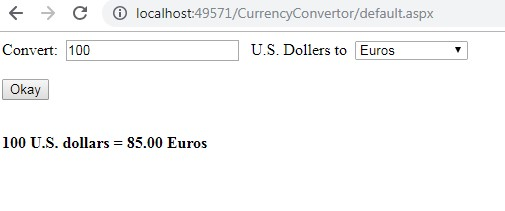 localhost:49571/CurrencyConvertor/default.aspx
Convert: 100 U.S. Dollers to Euros
Okay
100 U.S. dollars = 85.00 Euros